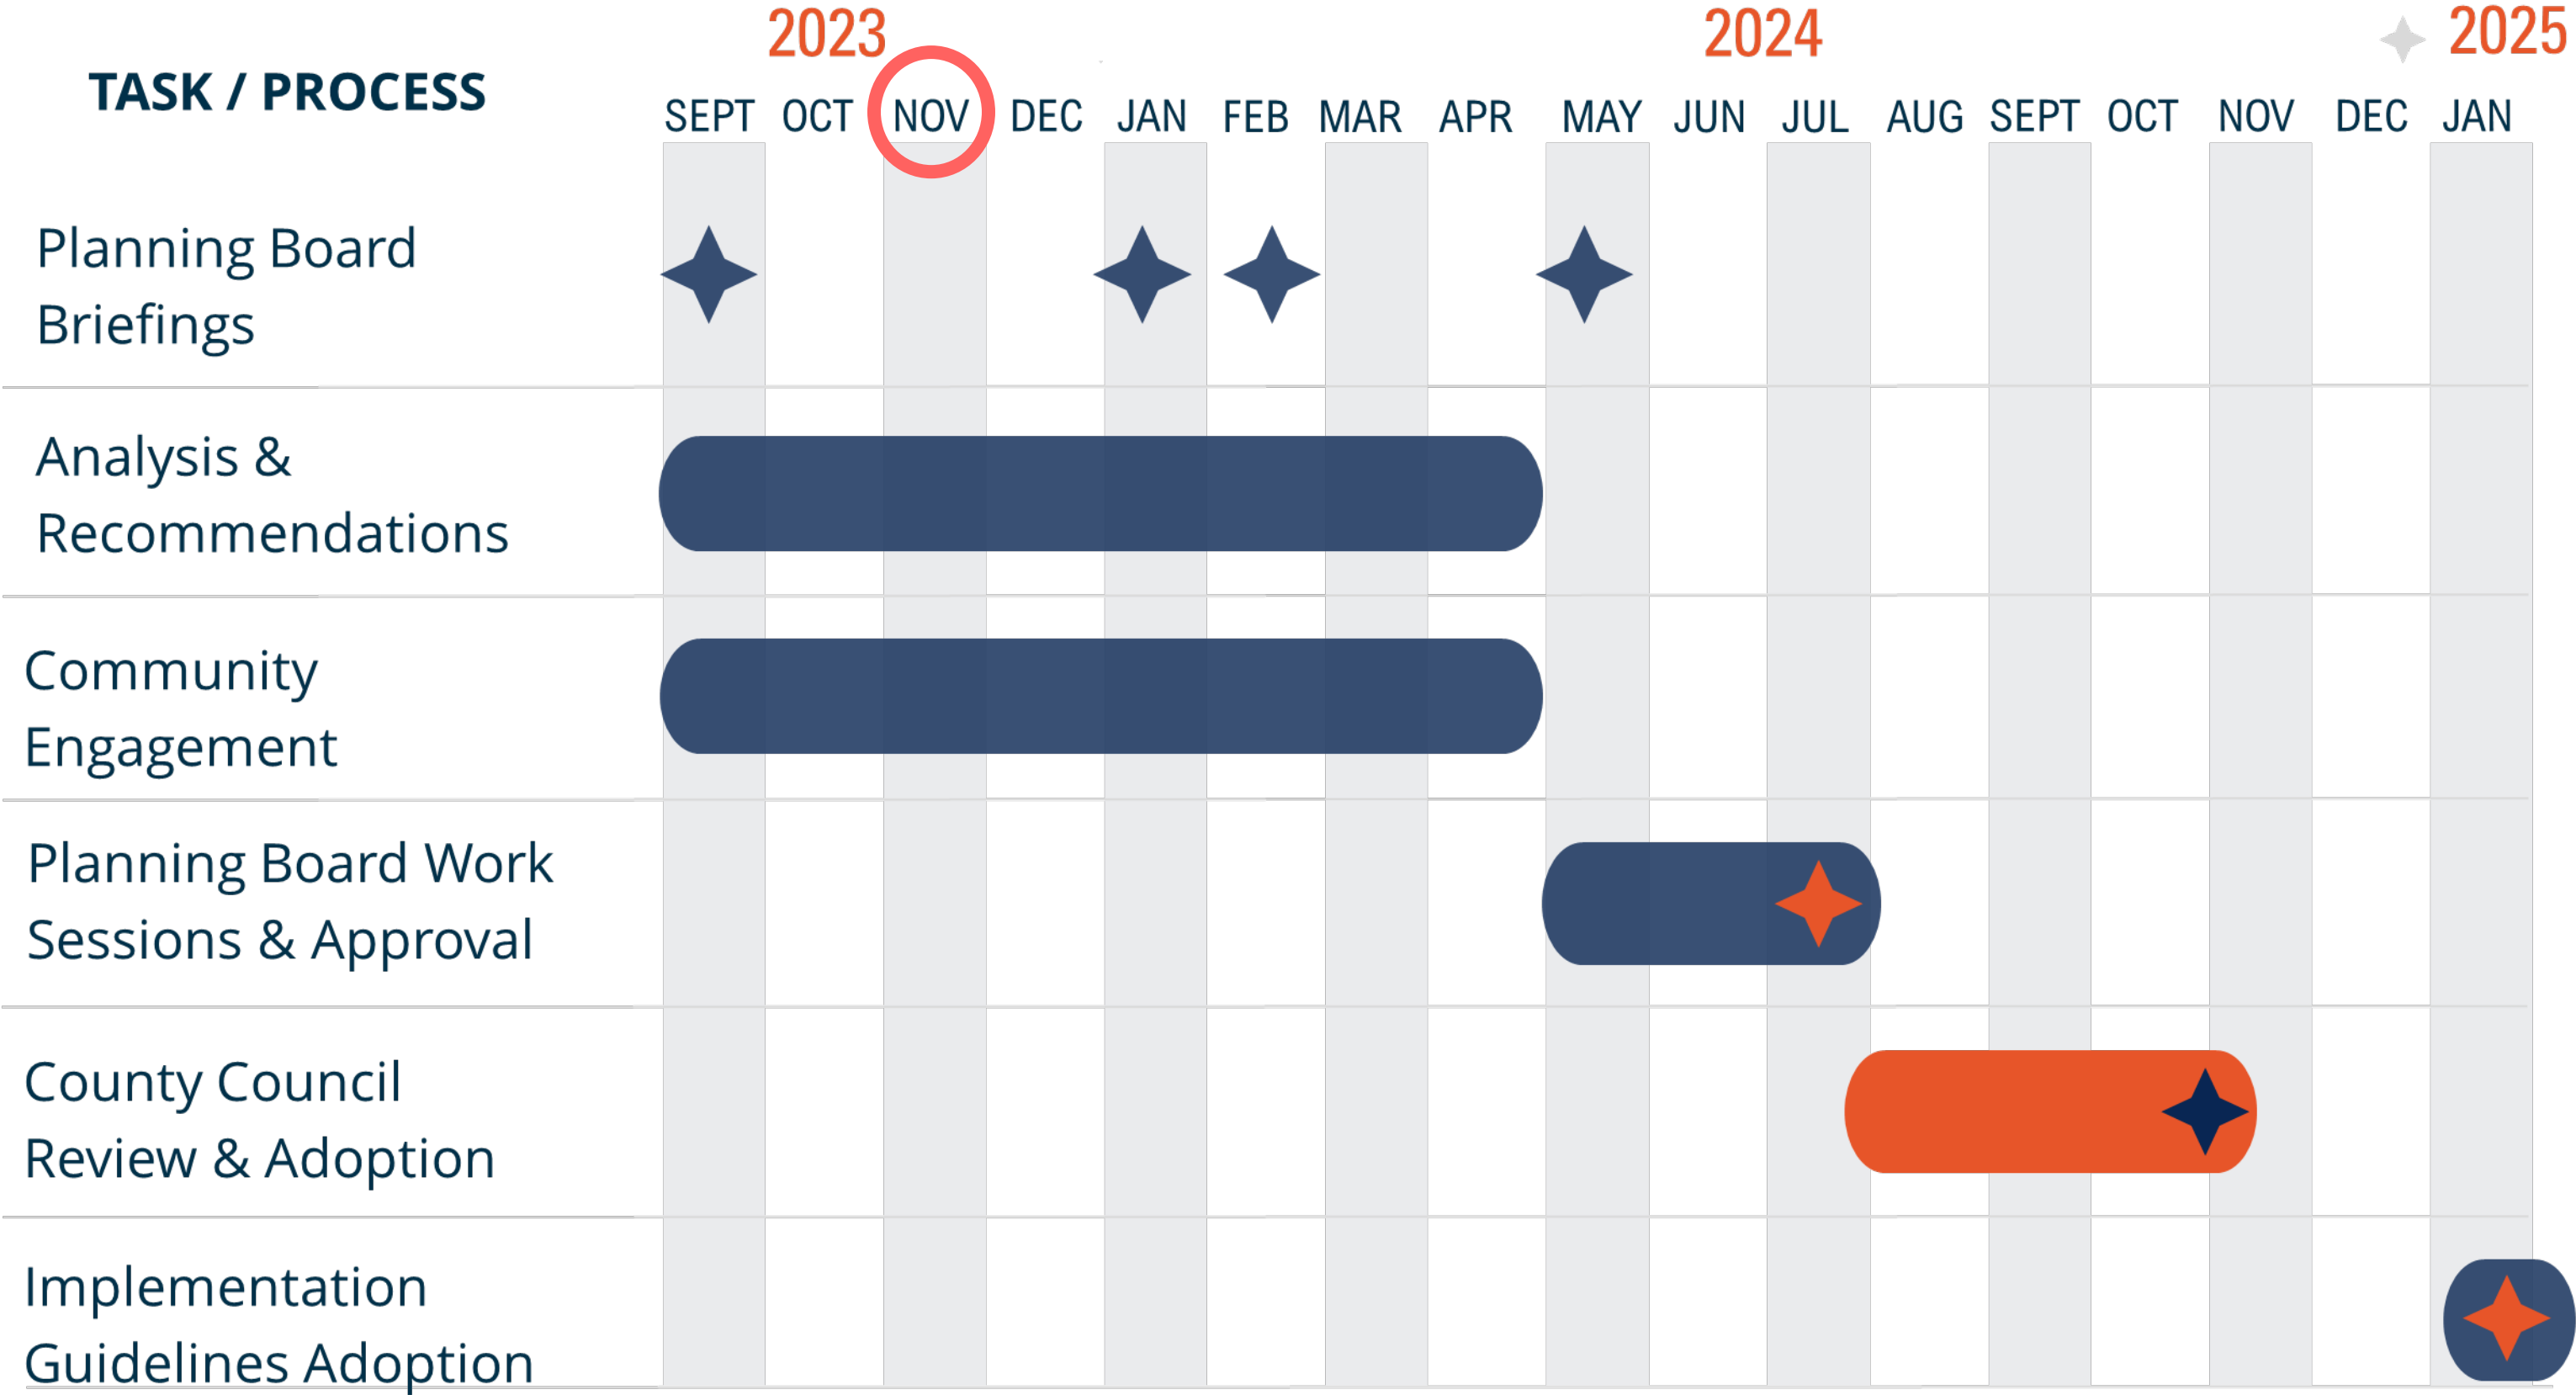 2023 2024 2025
TASK / PROCESS
SEPT OCT NOV DEC JAN FEB MAR APR MAY JUN JUL AUG SEPT OCT NOV DEC JAN
Planning Board
Briefings
Analysis &
Recommendations
Community
Engagement
Planning Board Work
Sessions & Approval
County Council
Review & Adoption
Implementation
Guidelines Adoption